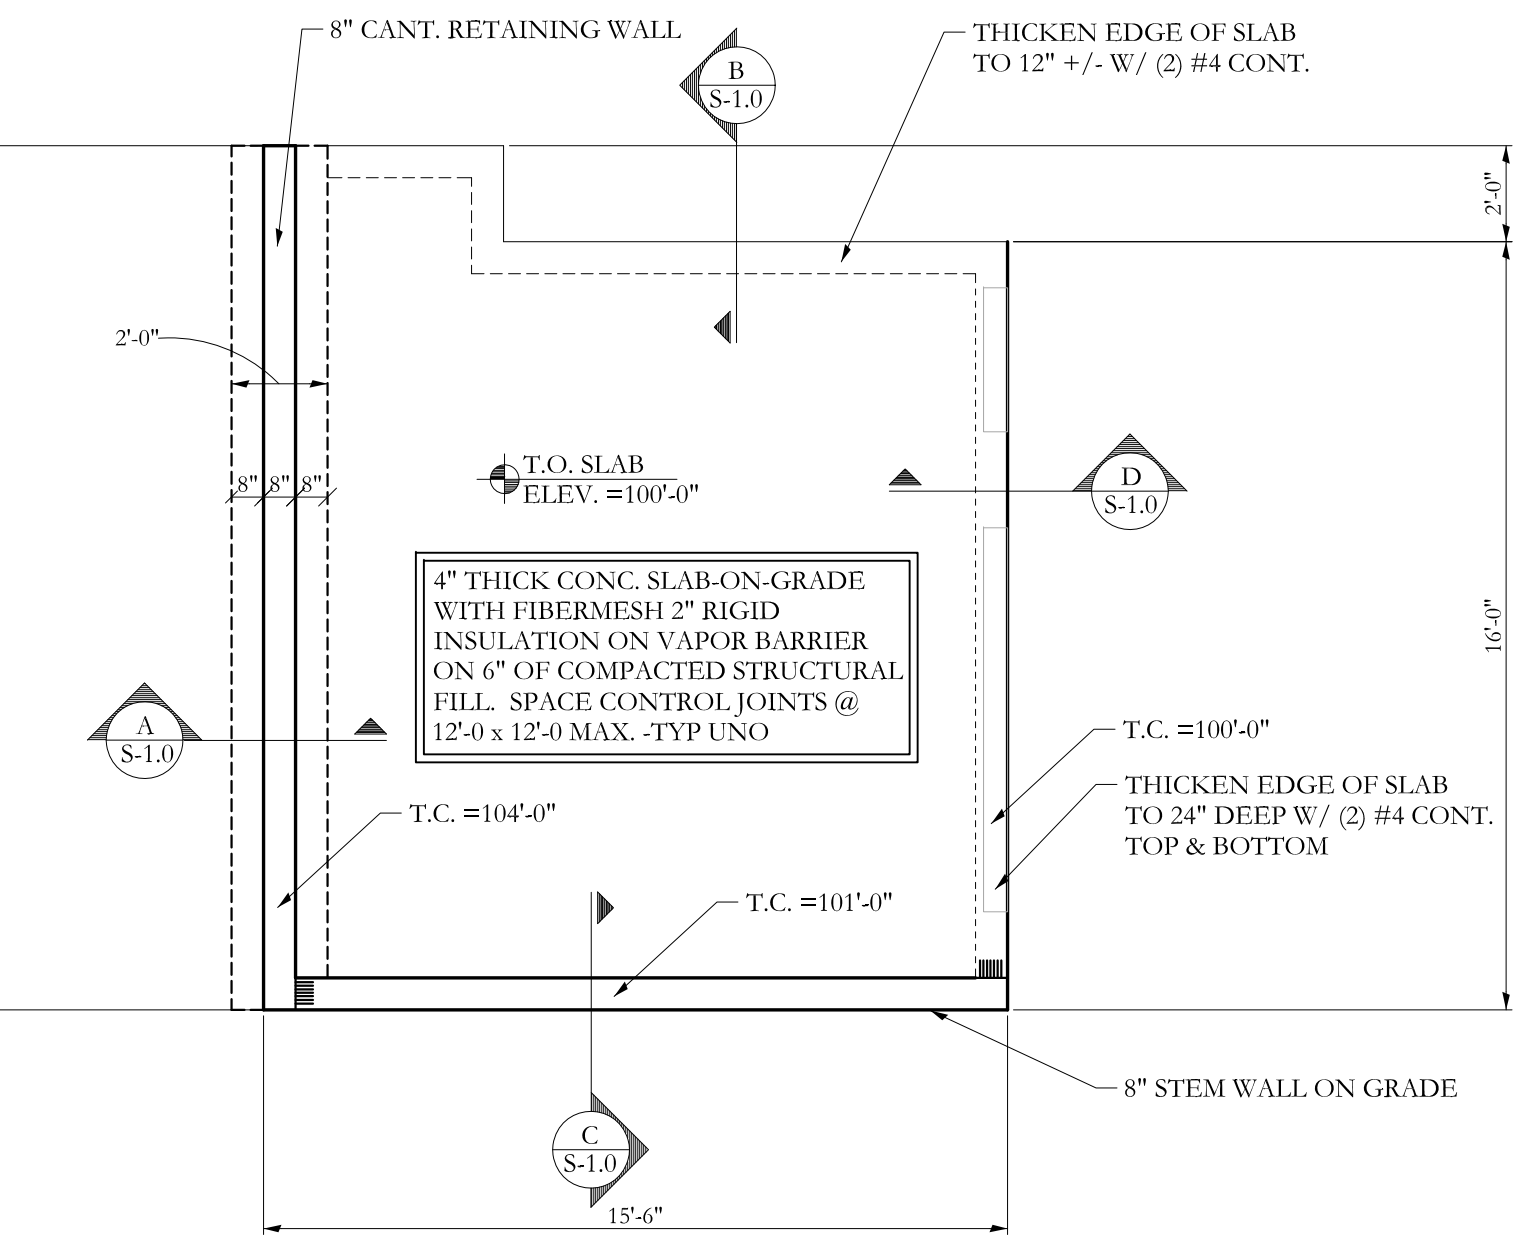 8" CANT. RETAINING WALL
THICKEN EDGE OF SLAB
TO 12" +/- W/ (2) #4 CONT.
B
S-1.0
2'-0"
2'-0"
8"
8"
8"
T.O. SLAB
ELEV. =100'-0"
D
S-1.0
4" THICK CONC. SLAB-ON-GRADE
WITH FIBERMESH 2" RIGID
INSULATION ON VAPOR BARRIER
ON 6" OF COMPACTED STRUCTURAL
FILL.  SPACE CONTROL JOINTS @
12'-0 x 12'-0 MAX. -TYP UNO
16'-0"
A
S-1.0
T.C. =100'-0"
THICKEN EDGE OF SLAB
TO 24" DEEP W/ (2) #4 CONT.
TOP & BOTTOM
T.C. =104'-0"
T.C. =101'-0"
8" STEM WALL ON GRADE
C
S-1.0
15'-6"